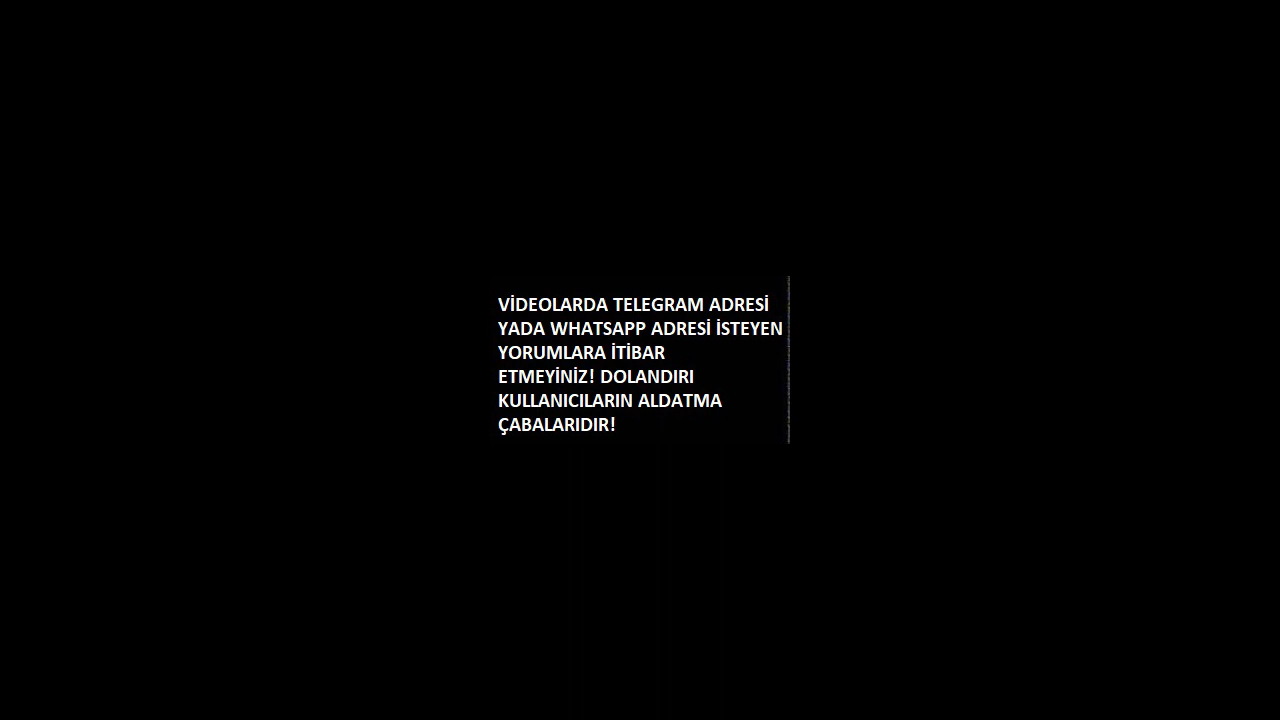 VİDEOLARDA TELEGRAM ADRESİ
YADA WHATSAPP ADRESİ İSTEYEN
YORUMLARA İTİBAR
ETMEYİNİZ! DOLANDIRI
KULLANICILARIN ALDATMA
ÇABALARIDIR!